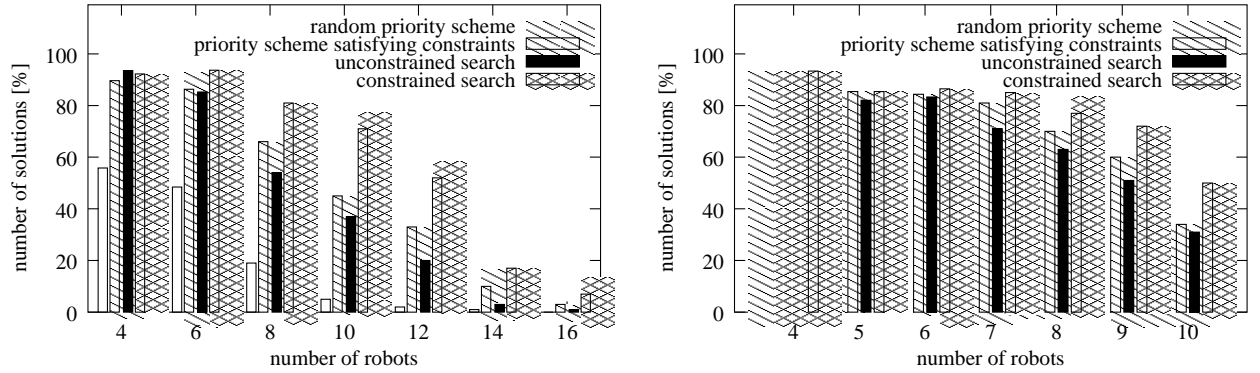 random priority scheme
priority scheme satisfying constraints
unconstrained search
constrained search
number of solutions [%]
100
80
60
40
20
0
4 6 8 10 12 14 16
number of robots
random priority scheme
priority scheme satisfying constraints
unconstrained search
constrained search
number of solutions [%]
100
80
60
40
20
0
4 5 6 7 8 9 10
number of robots